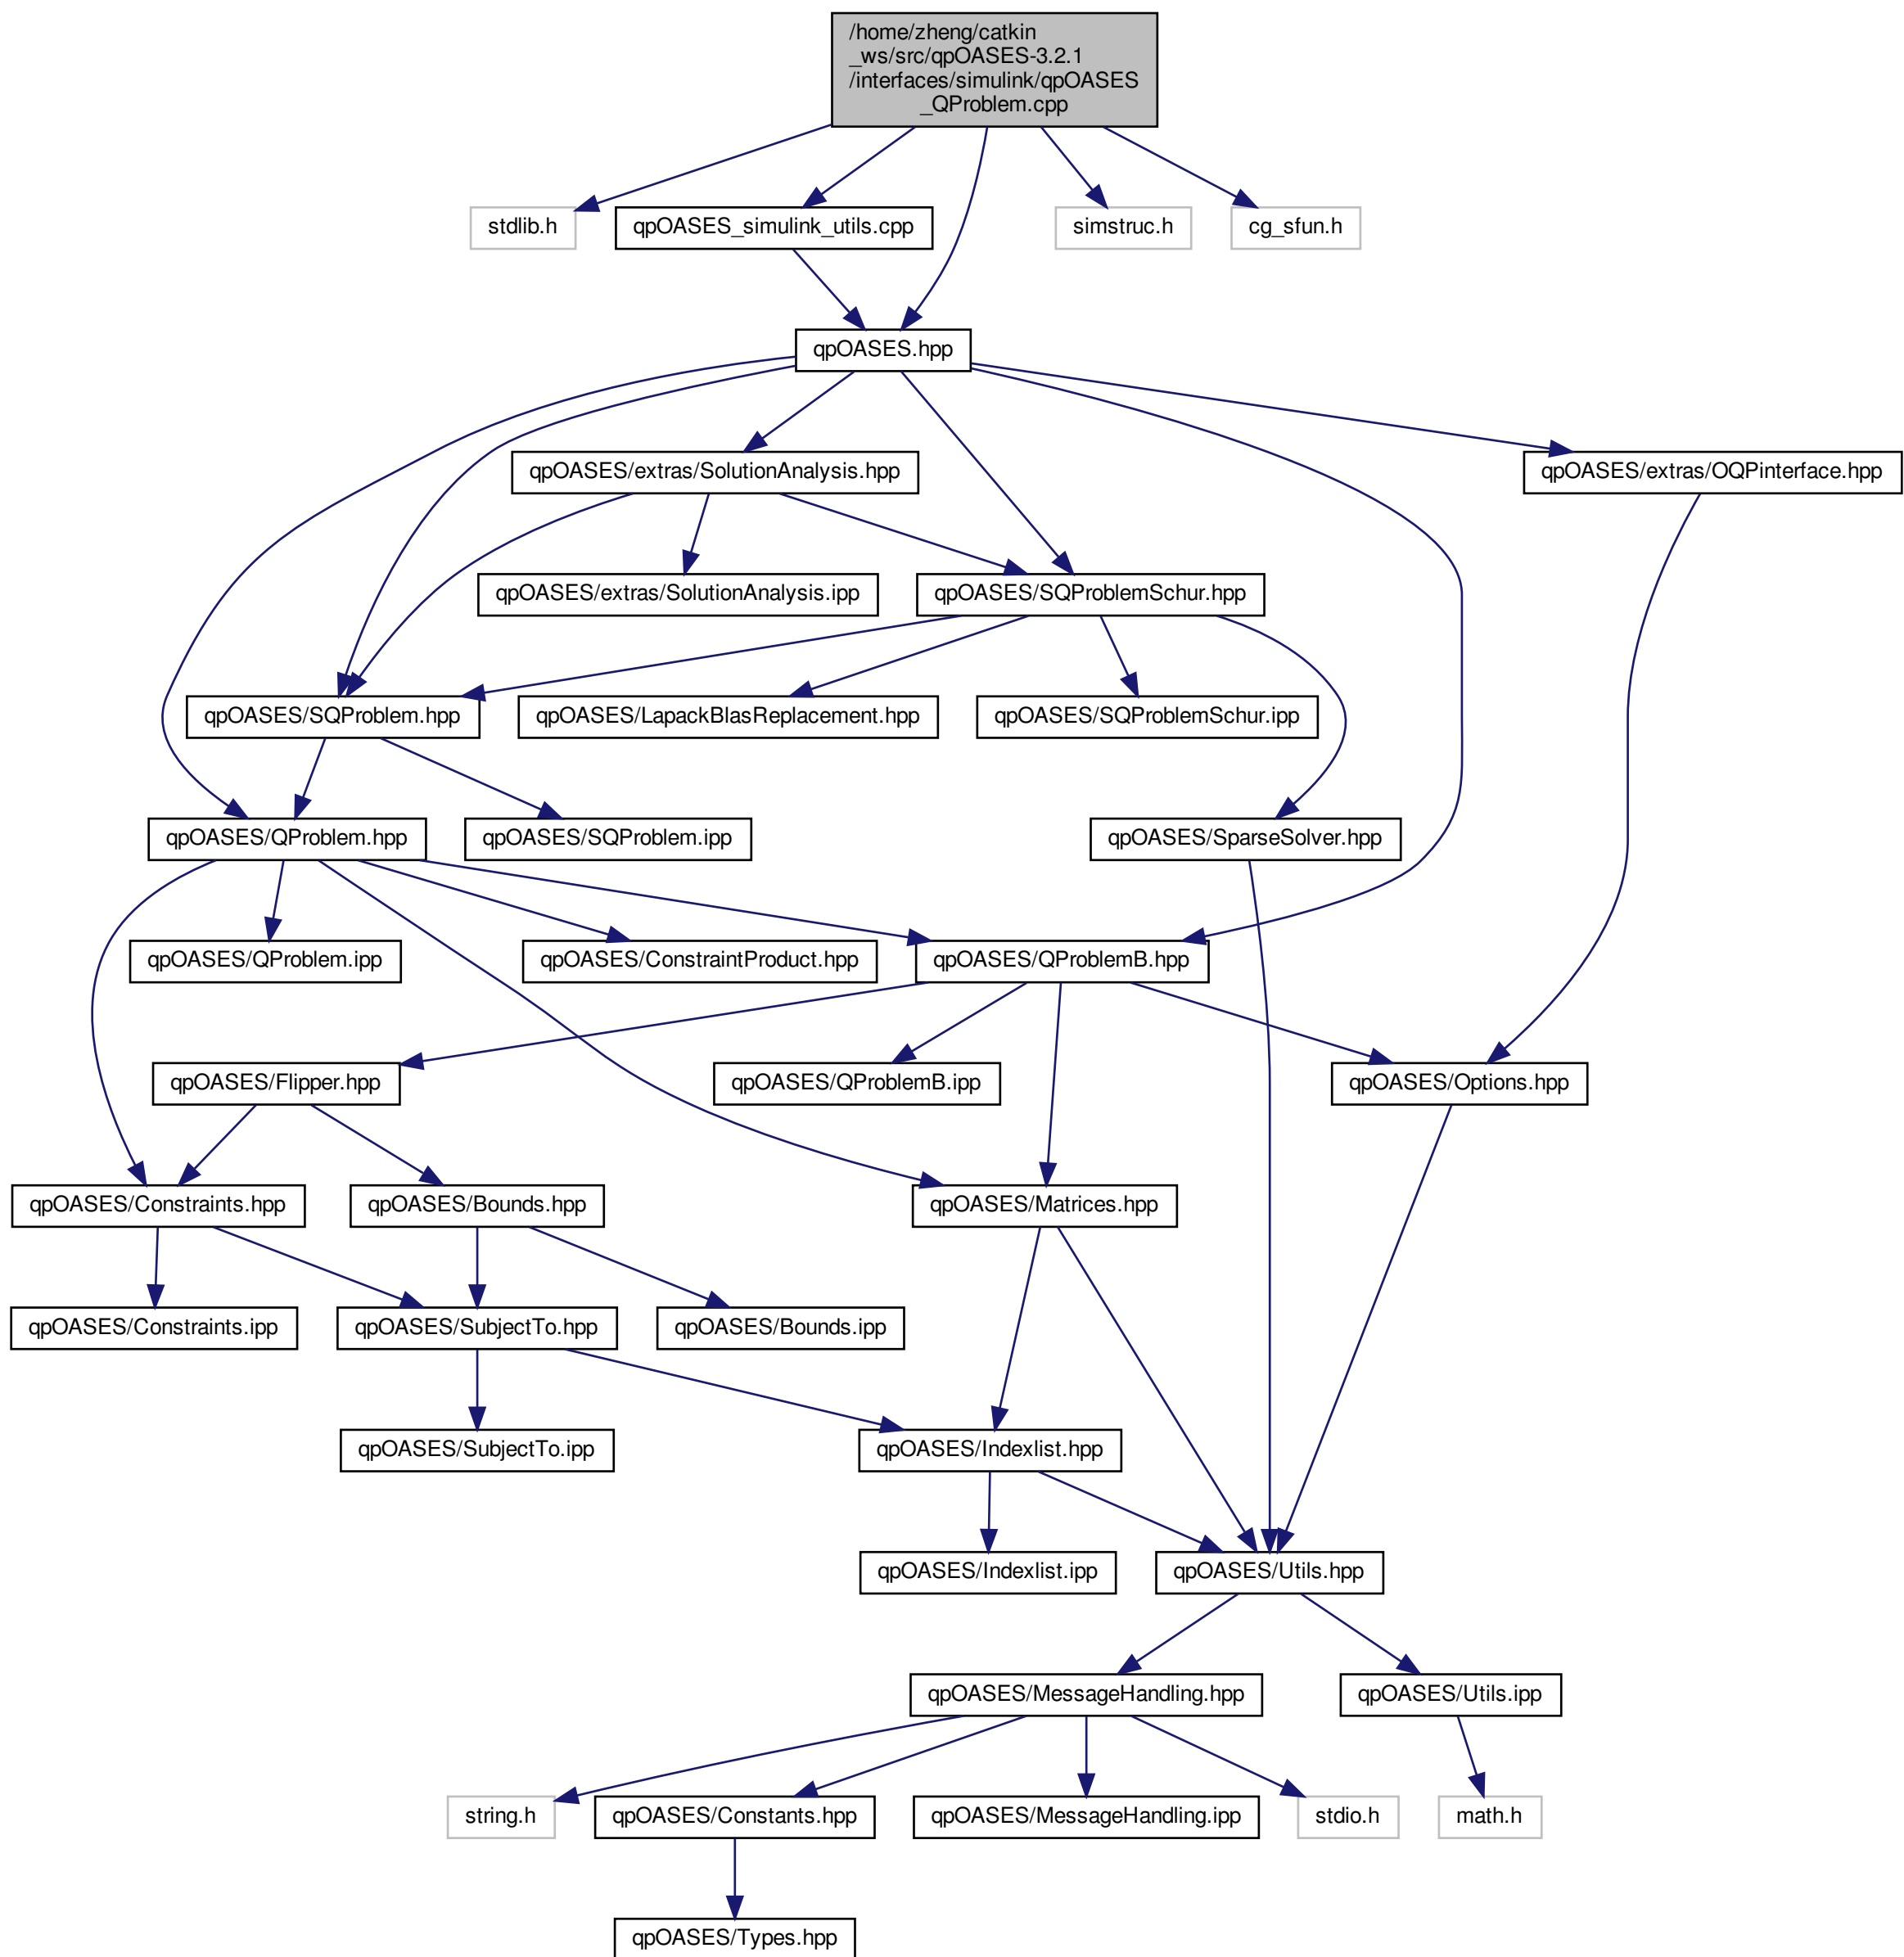 /home/zheng/catkin
_ws/src/qpOASES-3.2.1
/interfaces/simulink/qpOASES
_QProblem.cpp
stdlib.h
qpOASES_simulink_utils.cpp
simstruc.h
cg_sfun.h
qpOASES.hpp
qpOASES/extras/SolutionAnalysis.hpp
qpOASES/extras/OQPinterface.hpp
qpOASES/extras/SolutionAnalysis.ipp
qpOASES/SQProblemSchur.hpp
qpOASES/SQProblem.hpp
qpOASES/LapackBlasReplacement.hpp
qpOASES/SQProblemSchur.ipp
qpOASES/QProblem.hpp
qpOASES/SQProblem.ipp
qpOASES/SparseSolver.hpp
qpOASES/QProblem.ipp
qpOASES/ConstraintProduct.hpp
qpOASES/QProblemB.hpp
qpOASES/Flipper.hpp
qpOASES/QProblemB.ipp
qpOASES/Options.hpp
qpOASES/Constraints.hpp
qpOASES/Bounds.hpp
qpOASES/Matrices.hpp
qpOASES/Constraints.ipp
qpOASES/SubjectTo.hpp
qpOASES/Bounds.ipp
qpOASES/SubjectTo.ipp
qpOASES/Indexlist.hpp
qpOASES/Indexlist.ipp
qpOASES/Utils.hpp
qpOASES/MessageHandling.hpp
qpOASES/Utils.ipp
string.h
qpOASES/Constants.hpp
qpOASES/MessageHandling.ipp
stdio.h
math.h
qpOASES/Types.hpp